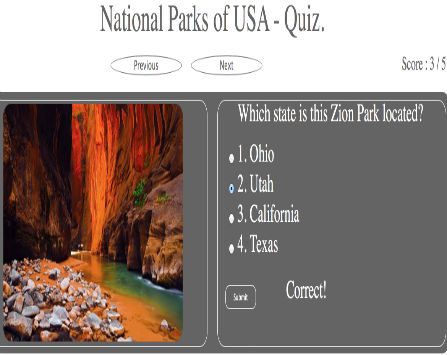 National Parks of USA - Quiz.
Previous
Next
Score : 3 / 5
Which state is this Zion Park located?
1. Ohio
2. Utah
3. California
4. Texas
Submit
Correct!